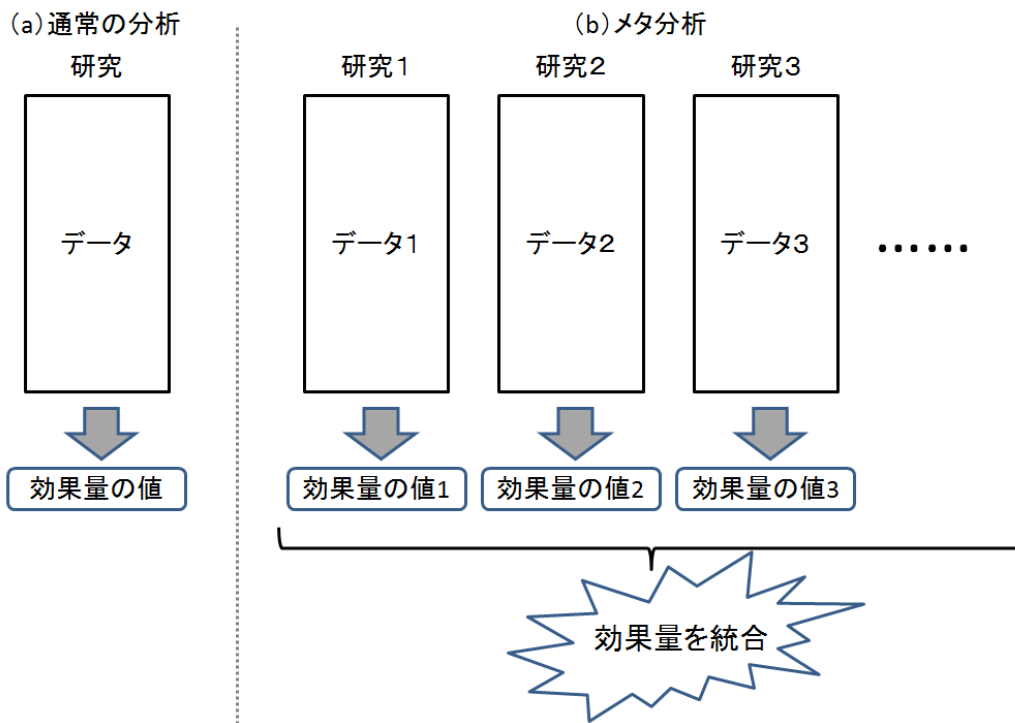 (a)通常の分析
研究
データ
効果量の値
(b)メタ分析
研究1 研究2 研究3
データ1 データ2 データ3 ……
効果量の値1 効果量の値2 効果量の値3
効果量を統合